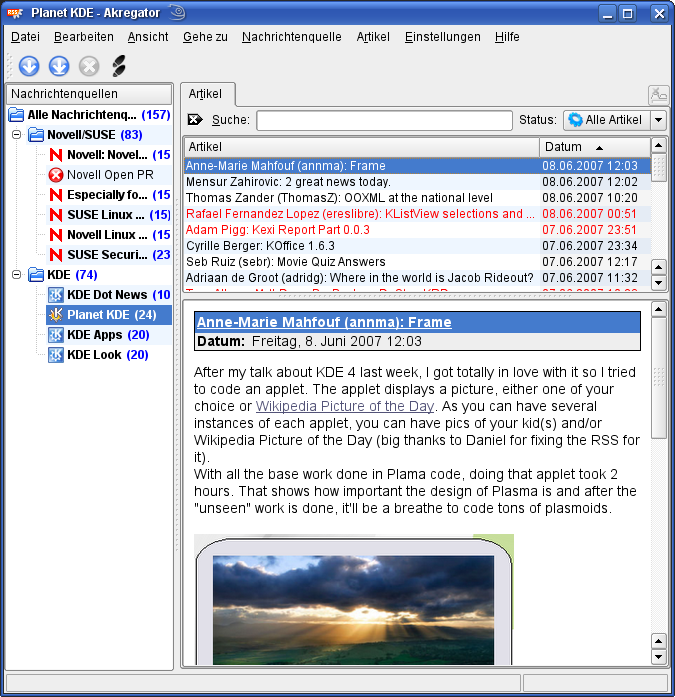 Planet KDE - Akregator
Datei Bearbeiten Ansicht Gehe zu Nachrichtenquelle Artikel Einstellungen Hilfe
Nachrichtenquellen
Alle Nachrichtenq... (157)
Novell/SUSE (83)
Novell: Novel... (15
Novell Open PR
Especially fo... (15
SUSE Linux ... (15)
Novell Linux ... (15
SUSE Securi... (23
KDE (74)
KDE Dot News (10
Planet KDE (24)
KDE Apps (20)
KDE Look (20)
Artikel
Suche: Status: Alle Artikel
Artikel Datum
Anne-Marie Mahfouf (annma): Frame 08.06.2007 12:03
Mensur Zahirovic: 2 great news today. 08.06.2007 12:02
Thomas Zander (ThomasZ): OOXML at the national level 08.06.2007 10:20
Rafael Fernandez Lopez (ereslibre): KListView selections and ... 08.06.2007 00:51
Adam Pigg: Kexi Report Part 0.0.3 07.06.2007 23:51
Cyrille Berger: KOffice 1.6.3 07.06.2007 23:34
Seb Ruiz (sebr): Movie Quiz Answers 07.06.2007 12:17
Adriaan de Groot (adridg): Where in the world is Jacob Rideout? 07.06.2007 11:32
Anne-Marie Mahfouf (annma): Frame
Datum: Freitag, 8. Juni 2007 12:03
After my talk about KDE 4 last week, I got totally in love with it so I tried
to code an applet. The applet displays a picture, either one of your
choice or Wikipedia Picture of the Day. As you can have several
instances of each applet, you can have pics of your kid(s) and/or
Wikipedia Picture of the Day (big thanks to Daniel for fixing the RSS for
it).
With all the base work done in Plama code, doing that applet took 2
hours. That shows how important the design of Plasma is and after the
"unseen" work is done, it'll be a breathe to code tons of plasmoids.